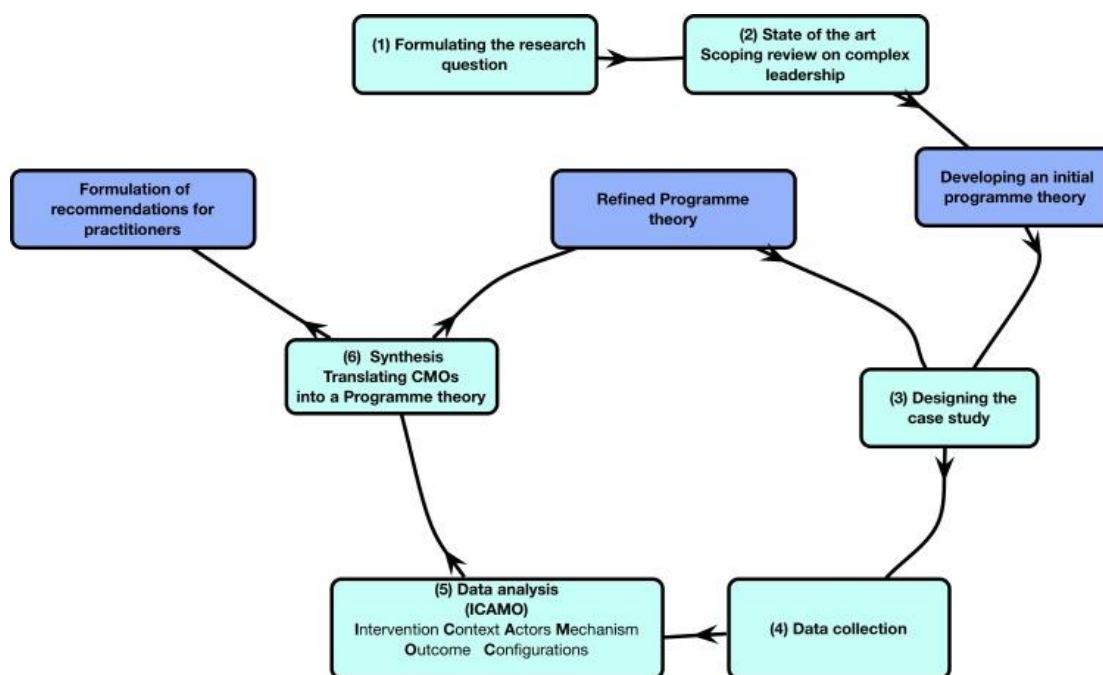 (1) Formulating the research
question
(2) State of the art
Scoping review on complex
leadership
Developing an initial
programme theory
Formulation of
recommendations for
practitioners
Refined Programme
theory
(6) Synthesis
Translating CMOs
into a Programme theory
(3) Designing the
case study
(5) Data analysis
(ICAMO)
Intervention Context Actors Mechanism
Outcome Configurations
(4) Data collection